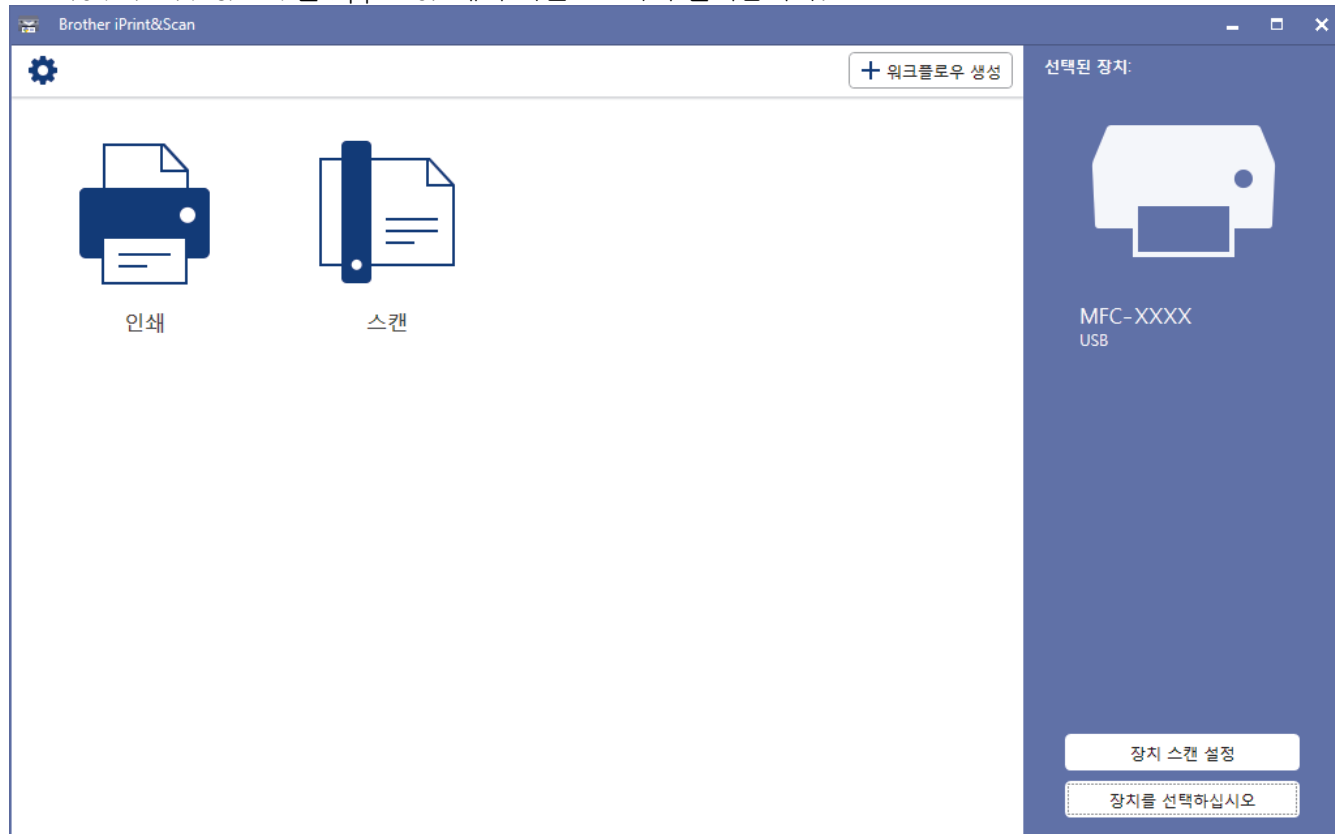 Brother iPrint&Scan
워크플로우 생성
선택된 장치:
인쇄
스캔
MFC-XXXX
USB
장치 스캔 설정
장치를 선택하십시오